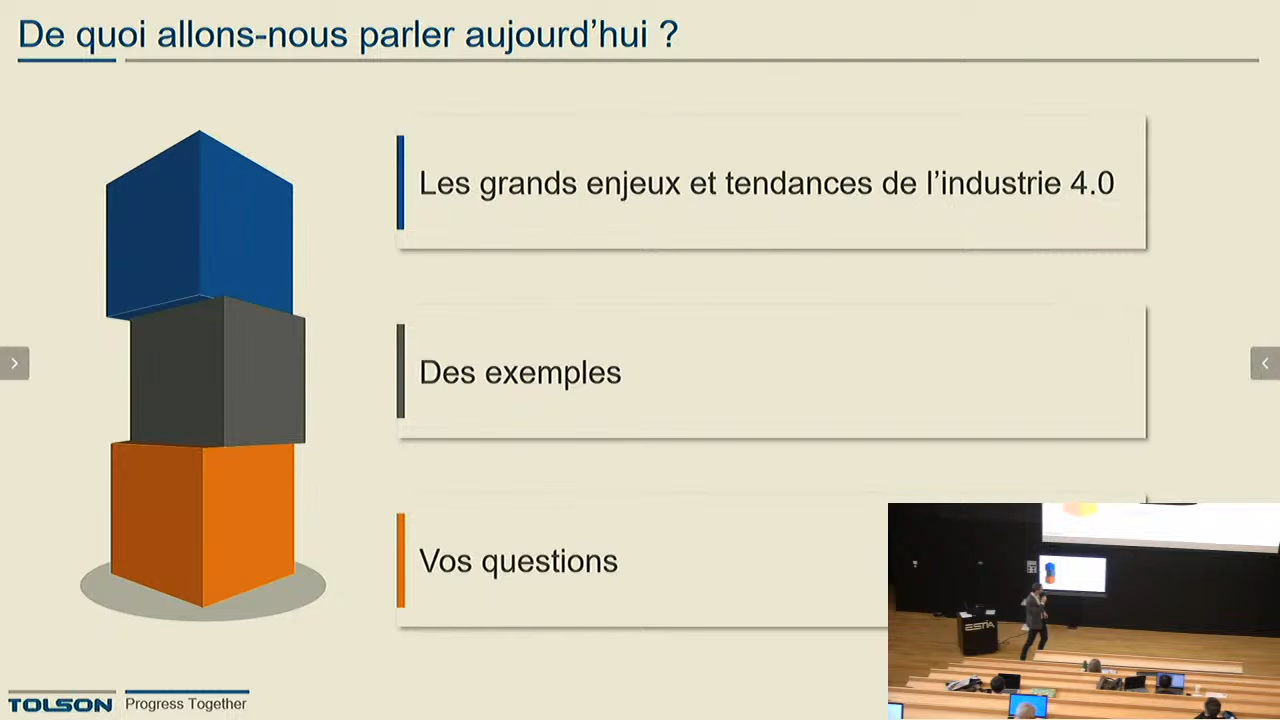 De quoi allons-nous parler aujourd’hui ?
Les grands enjeux et tendances de l’industrie 4.0
Des exemples
Vos questions
ESTIA
TOLSON
Progress Together